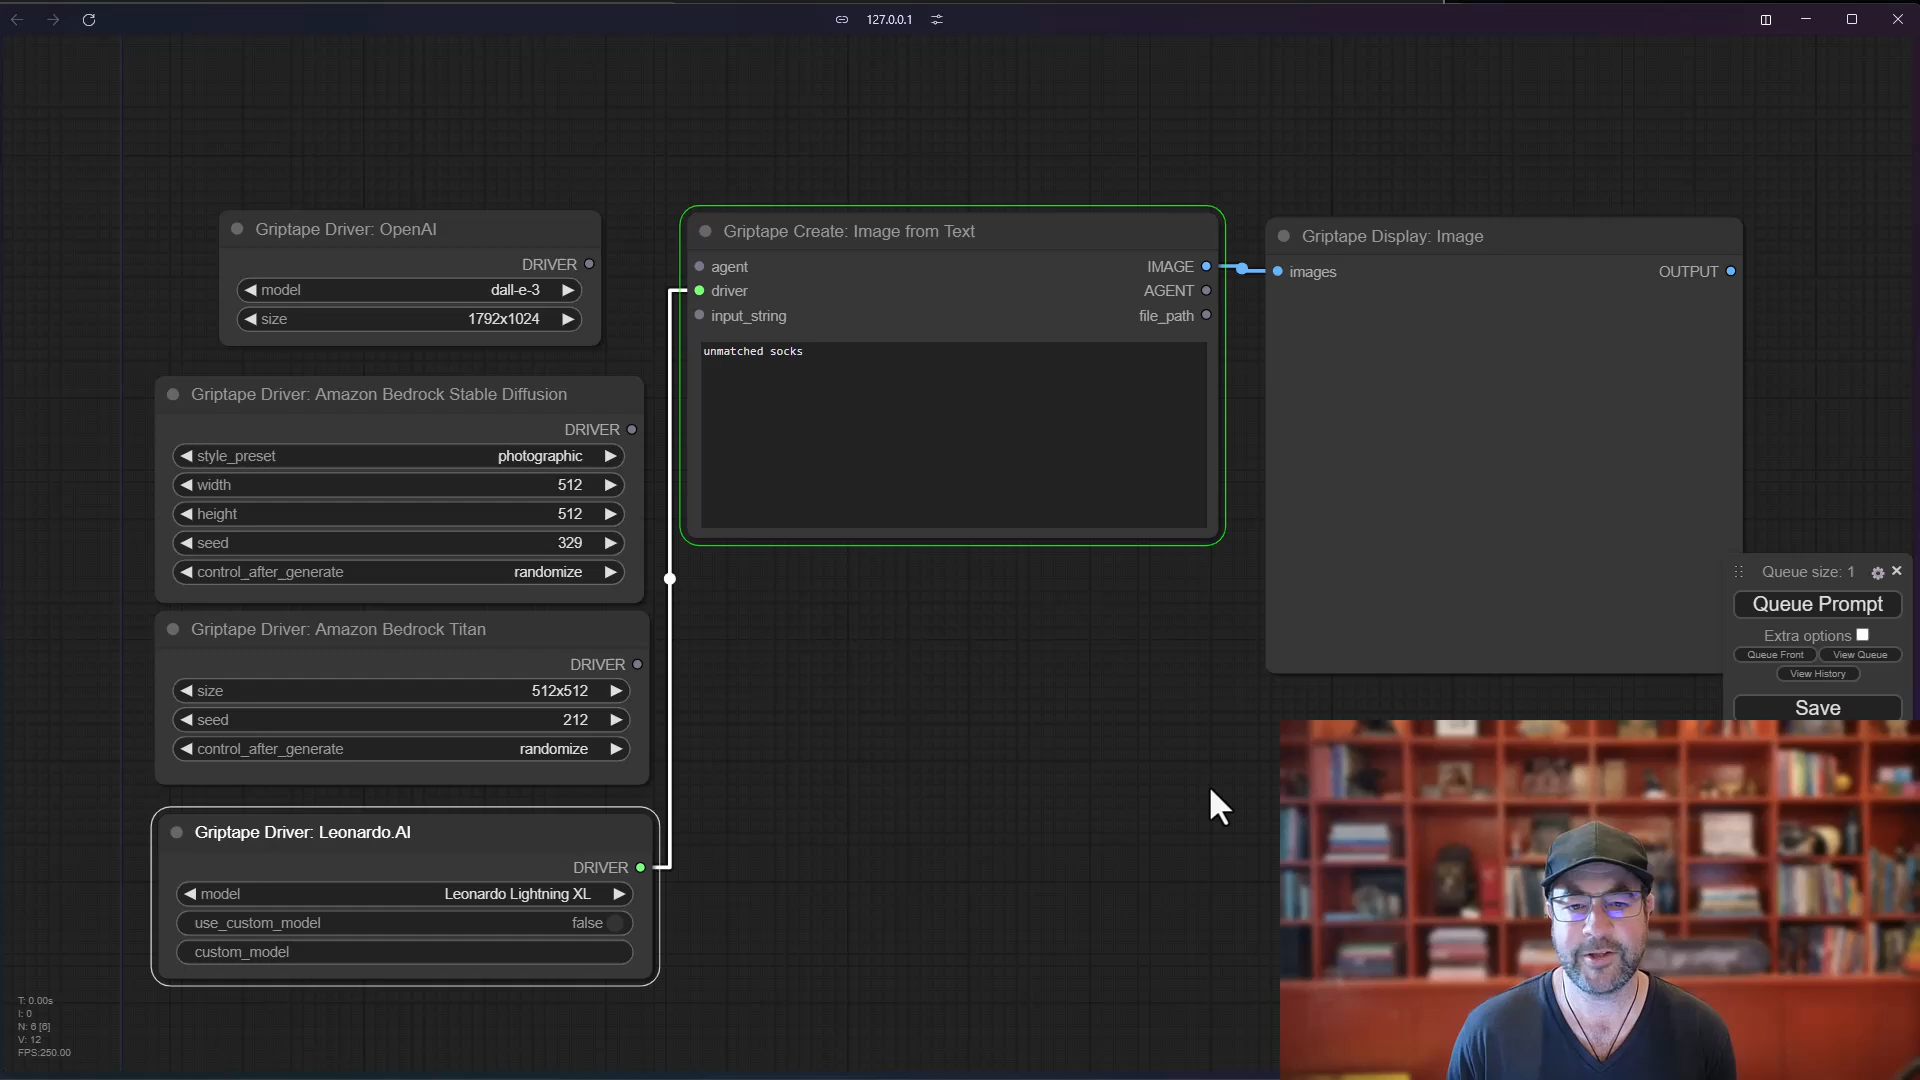 127.0.0.1
Griptape Driver: OpenAI
DRIVER
model dall-e-3
size 1792x1024
Griptape Driver: Amazon Bedrock Stable Diffusion
DRIVER
style_preset photographic
width 512
height 512
seed 329
control_after_generate randomize
Griptape Driver: Amazon Bedrock Titan
DRIVER
size 512x512
seed 212
control_after_generate randomize
Griptape Driver: Leonardo.AI
DRIVER
model Leonardo Lightning XL
use_custom_model false
custom_model
Griptape Create: Image from Text
agent IMAGE
driver AGENT
input_string file_path
unmatched socks
Griptape Display: Image
images OUTPUT
Queue size: 1
Queue Prompt
Extra options
Queue Front View Queue
View History
Save
T: 0.00s
I: 0
N: 6 [6]
V: 12
FPS:250.00